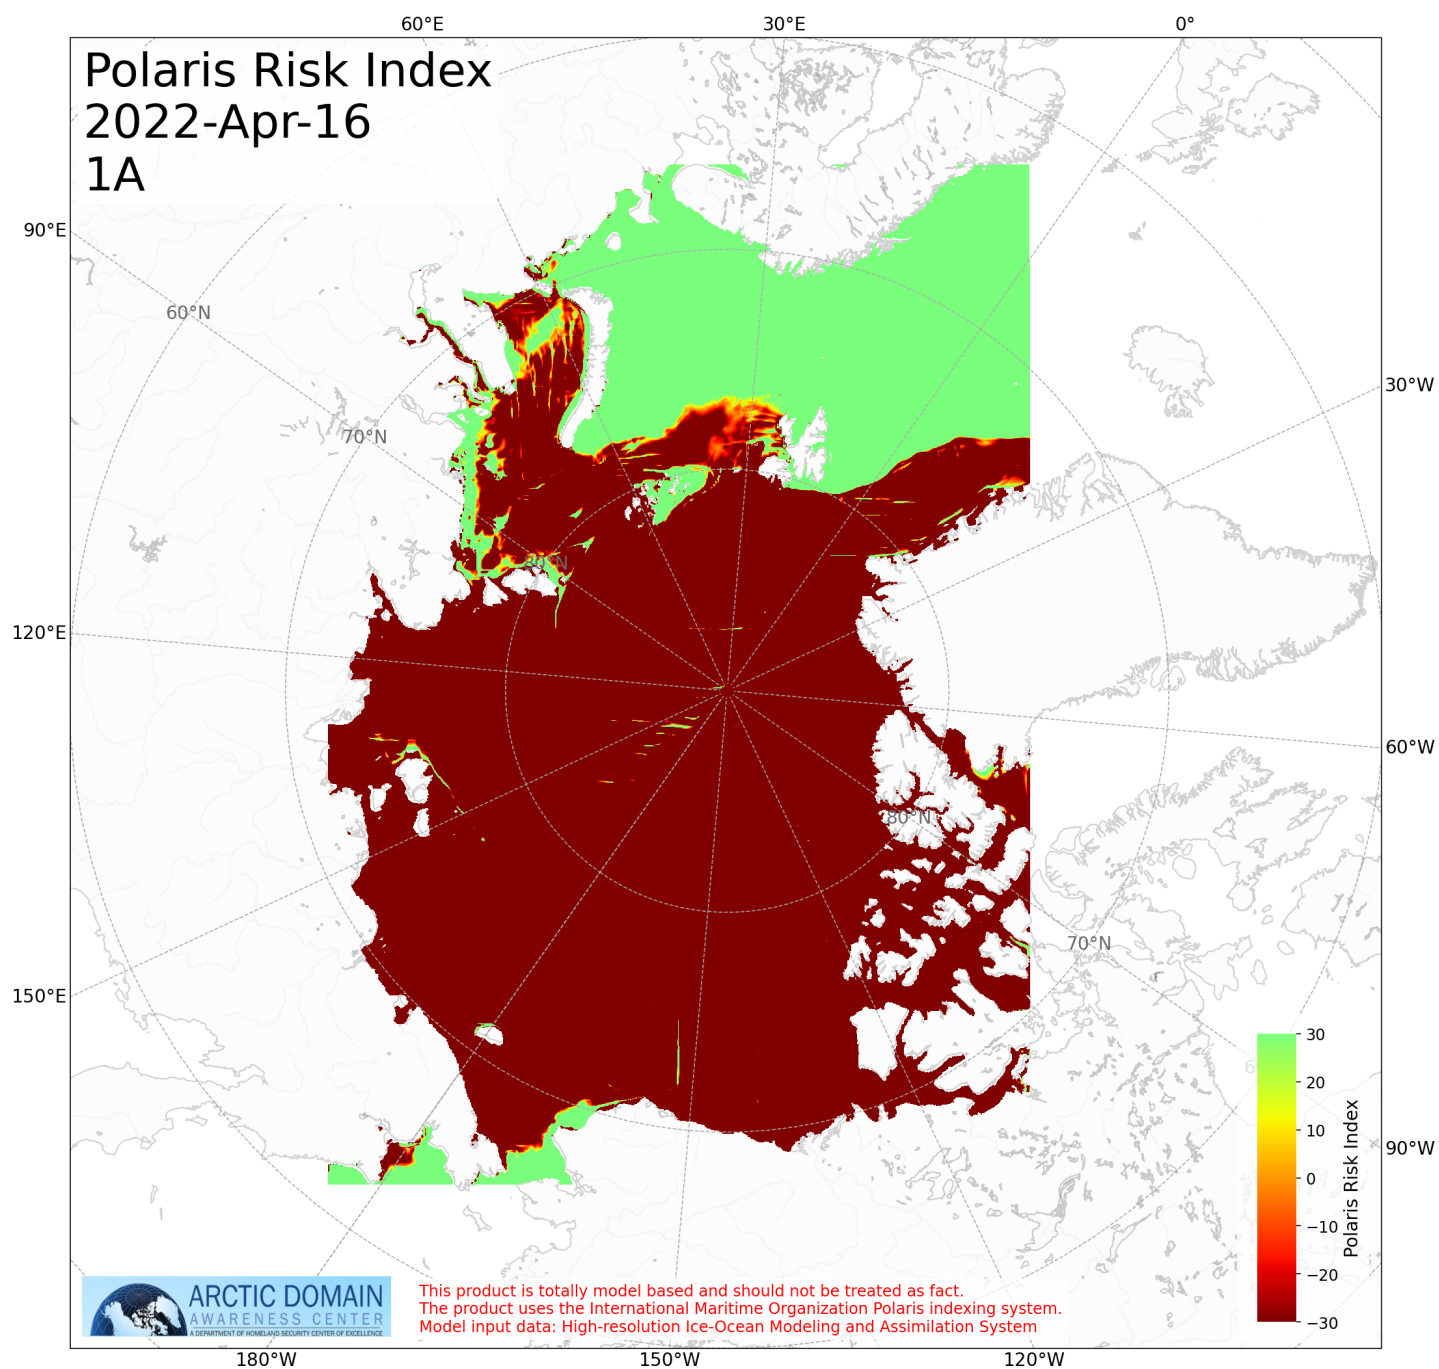 60°E
30°E
0°
Polaris Risk Index
2022-Apr-16
1A
90°E
60°N
30°W
70°N
80°N
120°E
60°W
80°N
70°N
150°E
30
20
10
0
−10
−20
−30
Polaris Risk Index
90°W
ARCTIC DOMAIN
AWARENESS CENTER
A DEPARTMENT OF HOMELAND SECURITY CENTER OF EXCELLENCE
This product is totally model based and should not be treated as fact.
The product uses the International Maritime Organization Polaris indexing system.
Model input data: High-resolution Ice-Ocean Modeling and Assimilation System
180°W
150°W
120°W